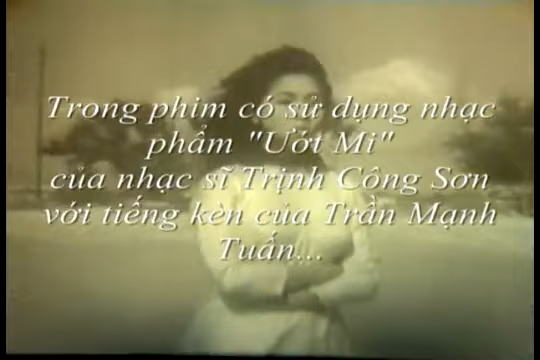 Trong phim có sử dụng nhạc
phẩm "Ướt Mi"
của nhạc sĩ Trịnh Công Sơn
với tiếng kèn của Trần Mạnh
Tuấn...